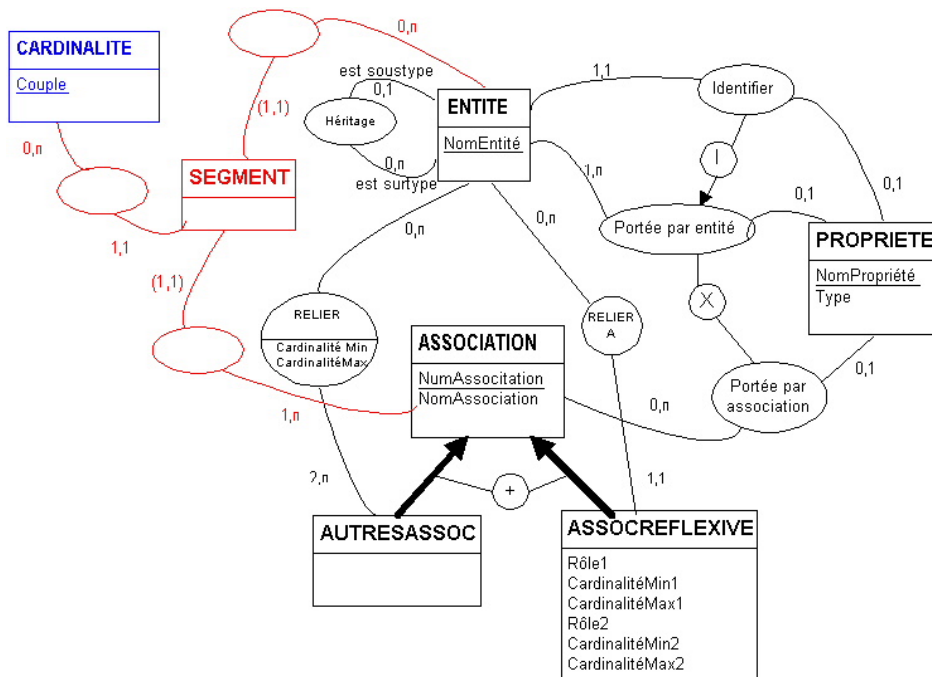 0,n
CARDINALITE
Couple
est soustype
0,1
1,1
Identifier
(1,1)
Héritage
ENTITE
NomEntité
0,n
0,n
est surtype
SEGMENT
I
1,n
0,1
0,1
1,1
0,n
0,n
Portée par entité
PROPRIETE
NomPropriété
Type
(1,1)
X
RELIER
Cardinalité Min
CardinalitéMax
RELIER
A
ASSOCIATION
NumAssocitation
NomAssociation
0,1
Portée par
association
1,n
0,n
2,n
+
1,1
AUTRESASSOC
ASSOCREFLEXIVE
Rôle1
CardinalitéMin1
CardinalitéMax1
Rôle2
CardinalitéMin2
CardinalitéMax2